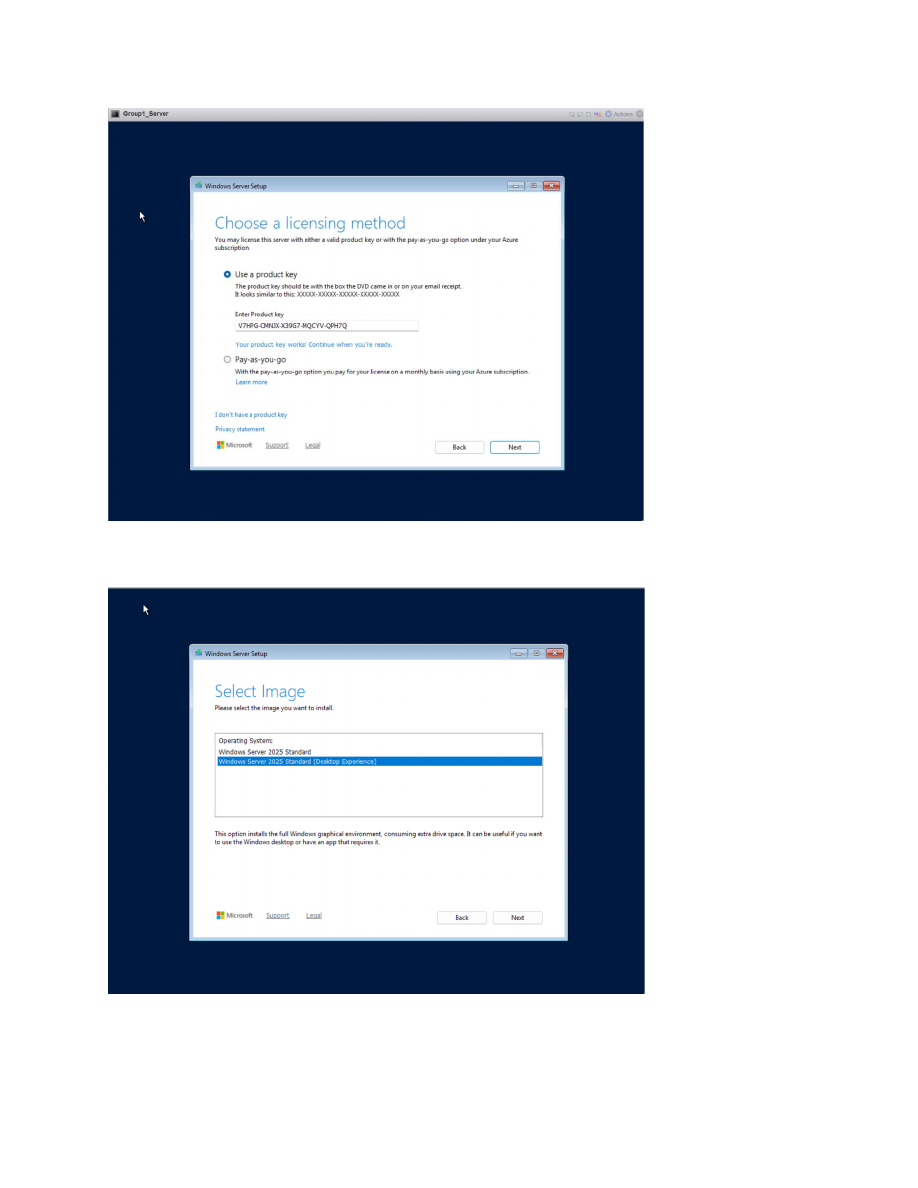 Group1_Server
Actions
Windows Server Setup
Choose a licensing method
You may license this server with either a valid product key or with the pay-as-you-go option under your Azure
subscription.
Use a product key
The product key should be with the box the DVD came in or on your email receipt.
It looks similar to this: XXXXX-XXXXX-XXXXX-XXXXX-XXXXX
Enter Product key
V7HPG-CMNJX-X39G7-MQCYV-QPH7Q
Your product key works! Continue when you're ready.
Pay-as-you-go
With the pay-as-you-go option you pay for your license on a monthly basis using your Azure subscription.
Learn more
I don't have a product key
Privacy statement
Microsoft Support Legal Back Next
Windows Server Setup
Select Image
Please select the image you want to install.
Operating System:
Windows Server 2025 Standard
Windows Server 2025 Standard (Desktop Experience)
This option installs the full Windows graphical environment, consuming extra drive space. It can be useful if you want
to use the Windows desktop or have an app that requires it.
Microsoft Support Legal Back Next